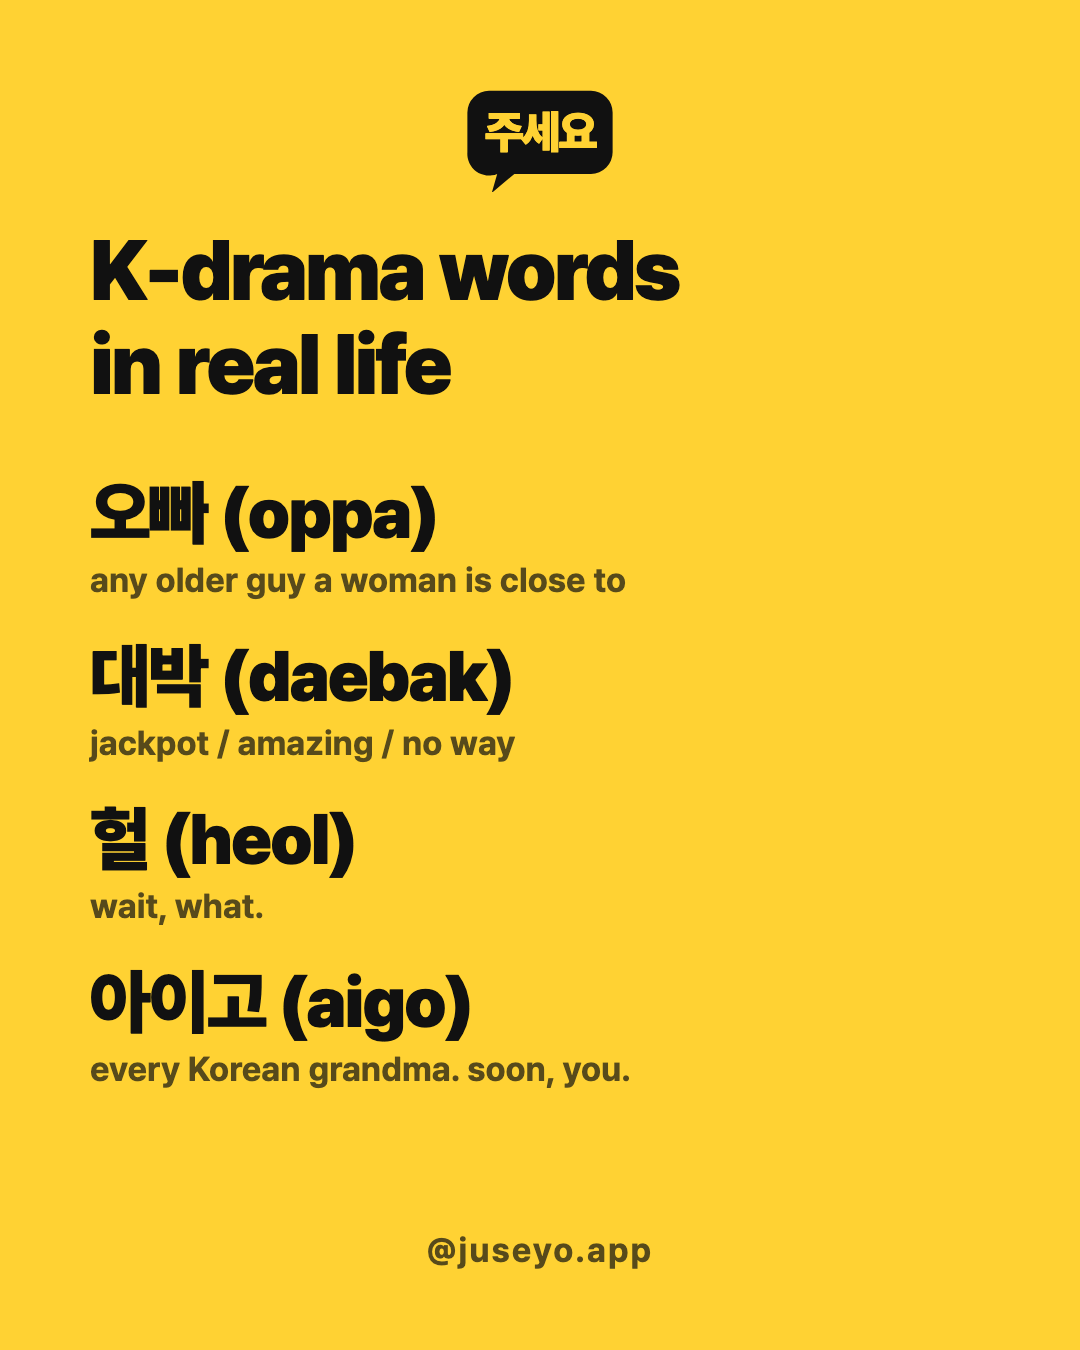 주세요
K-drama words
in real life
오빠 (oppa)
any older guy a woman is close to
대박 (daebak)
jackpot / amazing / no way
헐 (heol)
wait, what.
아이고 (aigo)
every Korean grandma. soon, you.
@juseyo.app